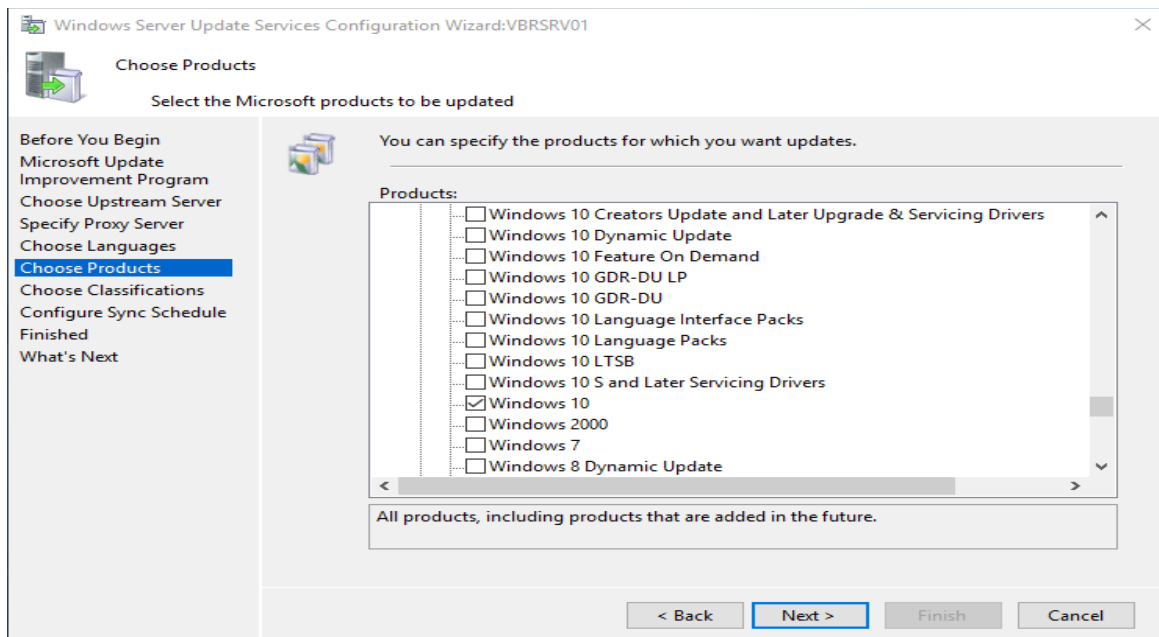 Windows Server Update Services Configuration Wizard:VBRSRV01
Choose Products
Select the Microsoft products to be updated
Before You Begin
Microsoft Update
Improvement Program
Choose Upstream Server
Specify Proxy Server
Choose Languages
Choose Products
Choose Classifications
Configure Sync Schedule
Finished
What's Next
You can specify the products for which you want updates.
Products:
Windows 10 Creators Update and Later Upgrade & Servicing Drivers
Windows 10 Dynamic Update
Windows 10 Feature On Demand
Windows 10 GDR-DU LP
Windows 10 GDR-DU
Windows 10 Language Interface Packs
Windows 10 Language Packs
Windows 10 LTSB
Windows 10 S and Later Servicing Drivers
Windows 10
Windows 2000
Windows 7
Windows 8 Dynamic Update
All products, including products that are added in the future.
< Back
Next >
Finish
Cancel